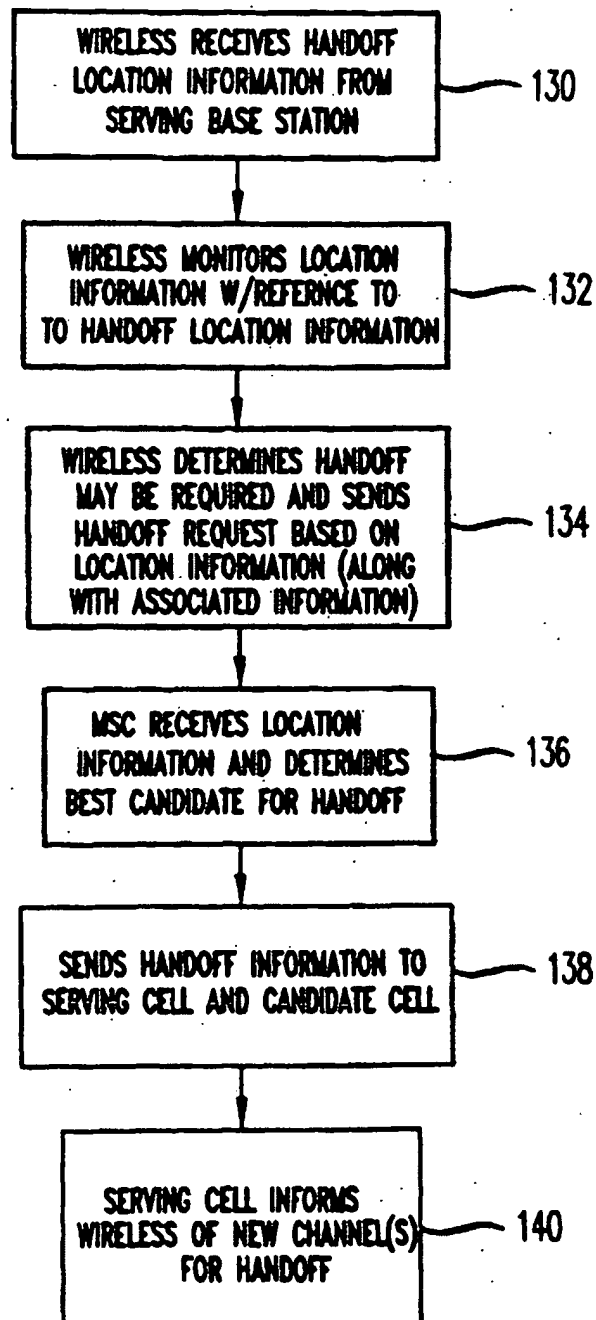 WIRELESS RECEIVES HANDOFF
LOCATION INFORMATION FROM
SERVING BASE STATION
130
WIRELESS MONITORS LOCATION
INFORMATION W/REFERNCE TO
TO HANDOFF LOCATION INFORMATION
132
WIRELESS DETERMINES HANDOFF
MAY BE REQUIRED AND SENDS
HANDOFF REQUEST BASED ON
LOCATION INFORMATION (ALONG
WITH ASSOCIATED INFORMATION)
134
MSC RECEIVES LOCATION
INFORMATION AND DETERMINES
BEST CANDIDATE FOR HANDOFF
136
SENDS HANDOFF INFORMATION TO
SERVING CELL AND CANDIDATE CELL
138
SERVING CELL INFORMS
WIRELESS OF NEW CHANNEL(S)
FOR HANDOFF
140